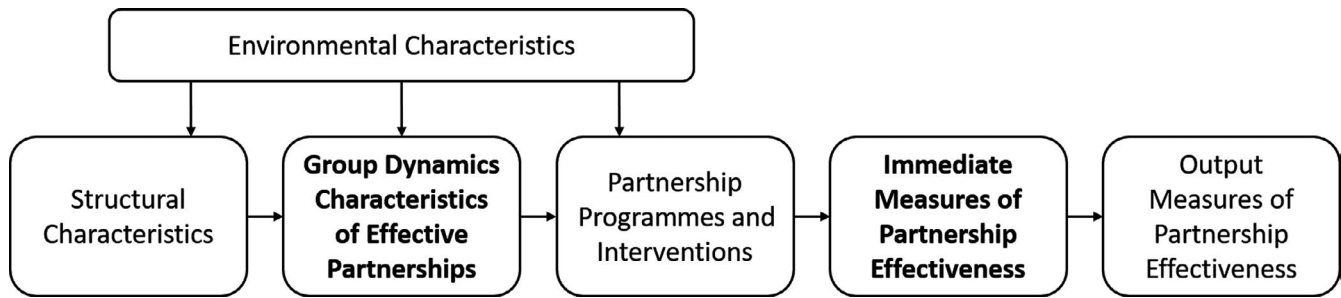 Environmental Characteristics
Structural
Characteristics
Group Dynamics
Characteristics
of Effective
Partnerships
Partnership
Programmes and
Interventions
Immediate
Measures of
Partnership
Effectiveness
Output
Measures of
Partnership
Effectiveness